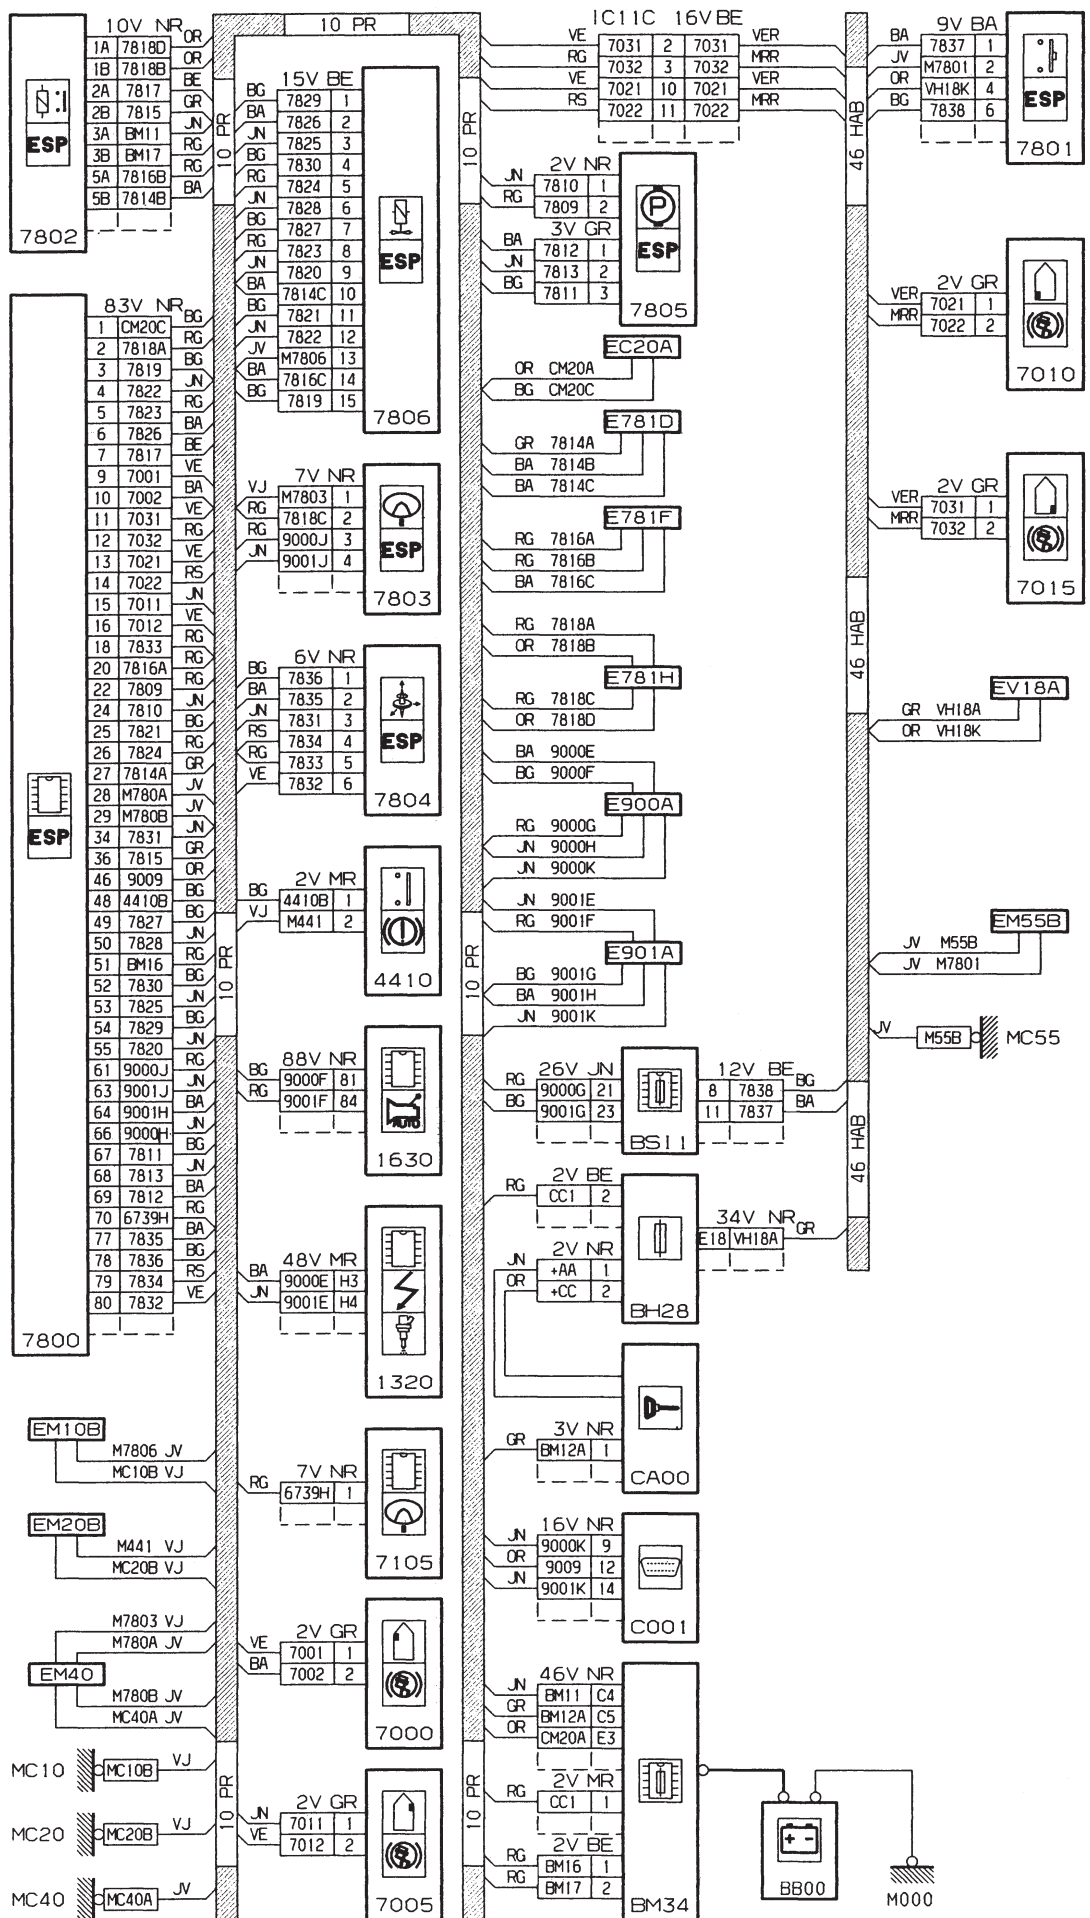 10V NR
1A 7818D OR
1B 7818B OR
2A 7817 BE
2B 7815 GR
3A BM11 JN
3B BM17 RG
5A 7816B RG
5B 7814B BA
ESP
7802
83V NR
1 CM20C BG
2 7818A RG
3 7819 BG
4 7822 JN
5 7823 RG
6 7826 BA
7 7817 BE
9 7001 VE
10 7002 BA
11 7031 VE
12 7032 RG
13 7021 VE
14 7022 RS
15 7011 JN
16 7012 VE
18 7833 RG
20 7816A RG
22 7809 RG
24 7810 JN
25 7821 BG
26 7824 RG
27 7814A GR
28 M780A JV
29 M780B JV
34 7831 JN
36 7815 GR
46 9009 OR
48 4410B BG
49 7827 BG
50 7828 JN
51 BM16 RG
52 7830 BG
53 7825 JN
54 7829 BG
55 7820 JN
61 9000J RG
63 9001J JN
64 9001H BA
66 9000H JN
67 7811 BG
68 7813 JN
69 7812 BA
70 6739H RG
77 7835 BA
78 7836 BG
79 7834 RS
80 7832 VE
ESP
7800
EM10B
M7806 JV
MC10B VJ
EM20B
M441 VJ
MC20B VJ
M7803 VJ
M780A JV
EM40
M780B JV
MC40A JV
MC10 MC10B VJ
MC20 MC20B VJ
MC40 MC40A JV
10 PR
10 PR
10 PR
10 PR
15V BE
BG 7829 1
BA 7826 2
JN 7825 3
BG 7830 4
RG 7824 5
JN 7828 6
BG 7827 7
RG 7823 8
JN 7820 9
BA 7814C 10
BG 7821 11
JN 7822 12
JV M7806 13
BA 7816C 14
BG 7819 15
ESP
7806
7V NR
VJ M7803 1
RG 7818C 2
RG 9000J 3
JN 9001J 4
ESP
7803
6V NR
BG 7836 1
BA 7835 2
JN 7831 3
RS 7834 4
RG 7833 5
VE 7832 6
ESP
7804
2V MR
BG 4410B 1
VJ M441 2
4410
88V NR
BG 9000F 81
RG 9001F 84
AUTO
1630
48V MR
BA 9000E H3
JN 9001E H4
1320
7V NR
RG 6739H 1
7105
2V GR
VE 7001 1
BA 7002 2
7000
2V GR
JN 7011 1
VE 7012 2
7005
10 PR
10 PR
10 PR
IC11C 16V BE
VE 7031 2 7031 VER
RG 7032 3 7032 MRR
VE 7021 10 7021 VER
RS 7022 11 7022 MRR
2V NR
JN 7810 1
RG 7809 2
3V GR
BA 7812 1
JN 7813 2
BG 7811 3
P
ESP
7805
EC20A
OR CM20A
BG CM20C
E781D
GR 7814A
BA 7814B
BA 7814C
E781F
RG 7816A
RG 7816B
BA 7816C
RG 7818A
OR 7818B
E781H
RG 7818C
OR 7818D
BA 9000E
BG 9000F
E900A
RG 9000G
JN 9000H
JN 9000K
JN 9001E
RG 9001F
E901A
BG 9001G
BA 9001H
JN 9001K
26V JN
RG 9000G 21
BG 9001G 23
BSI1
12V BE
8 7838 BG
11 7837 BA
2V BE
RG CC1 2
2V NR
JN +AA 1
OR +CC 2
34V NR
E18 VH18A GR
BH28
3V NR
GR BM12A 1
CA00
16V NR
JN 9000K 9
OR 9009 12
JN 9001K 14
C001
46V NR
JN BM11 C4
GR BM12A C5
OR CM20A E3
2V MR
RG CC1 1
2V BE
RG BM16 1
RG BM17 2
BM34
+ -
BB00
M000
46 HAB
46 HAB
46 HAB
9V BA
BA 7837 1
JV M7801 2
OR VH18K 4
BG 7838 6
ESP
7801
2V GR
VER 7021 1
MRR 7022 2
7010
2V GR
VER 7031 1
MRR 7032 2
7015
EV18A
GR VH18A
OR VH18K
EM55B
JV M55B
JV M7801
JV M55B MC55